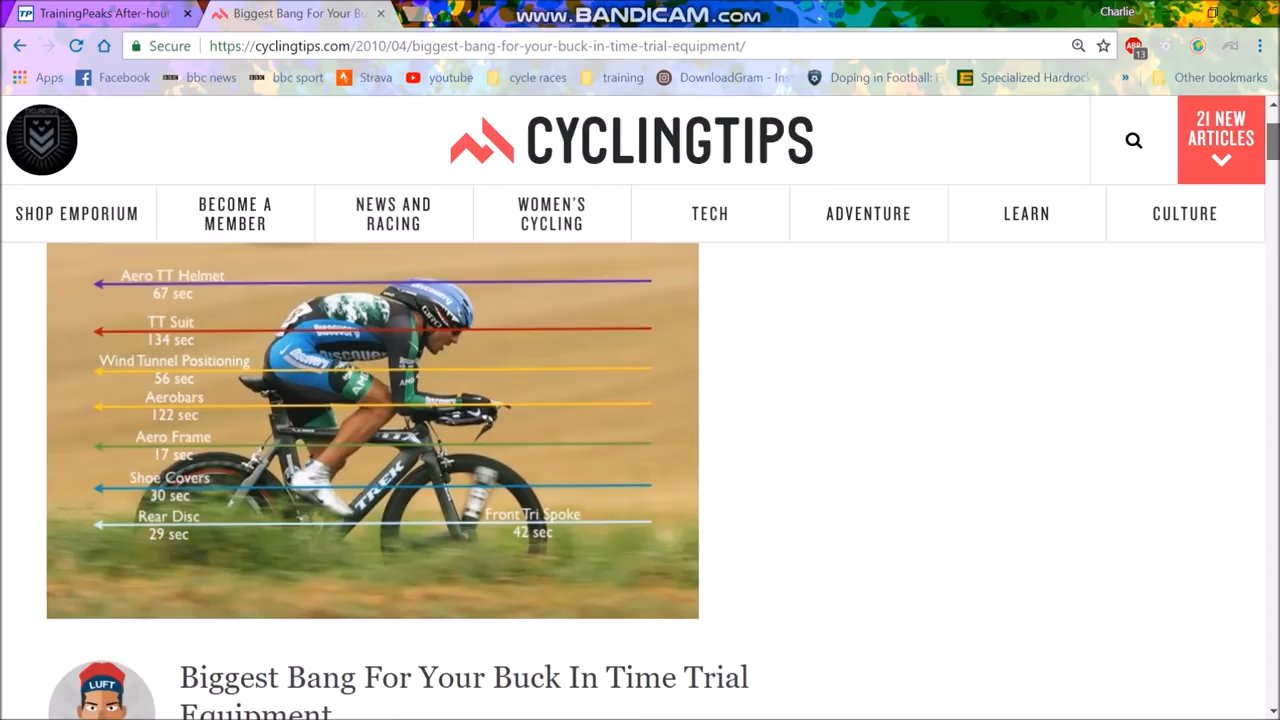 TrainingPeaks After-hou
Biggest Bang For Your B
www.BANDICAM.com
Charlie
Secure
https://cyclingtips.com/2010/04/biggest-bang-for-your-buck-in-time-trial-equipment/
ABP
13
Apps
Facebook
BBC
bbc news
BBC
bbc sport
Strava
youtube
cycle races
training
DownloadGram - Ins
Doping in Football:
Specialized Hardrock
»
Other bookmarks
CYCLINGTIPS
21 NEW
ARTICLES
SHOP EMPORIUM
BECOME A
MEMBER
NEWS AND
RACING
WOMEN'S
CYCLING
TECH
ADVENTURE
LEARN
CULTURE
Aero TT Helmet
67 sec
TT Suit
134 sec
Wind Tunnel Positioning
56 sec
Aerobars
122 sec
Aero Frame
17 sec
Shoe Covers
30 sec
Rear Disc
29 sec
Front Tri Spoke
42 sec
Discovery
TREK
LUFT
Biggest Bang For Your Buck In Time Trial
Equipment